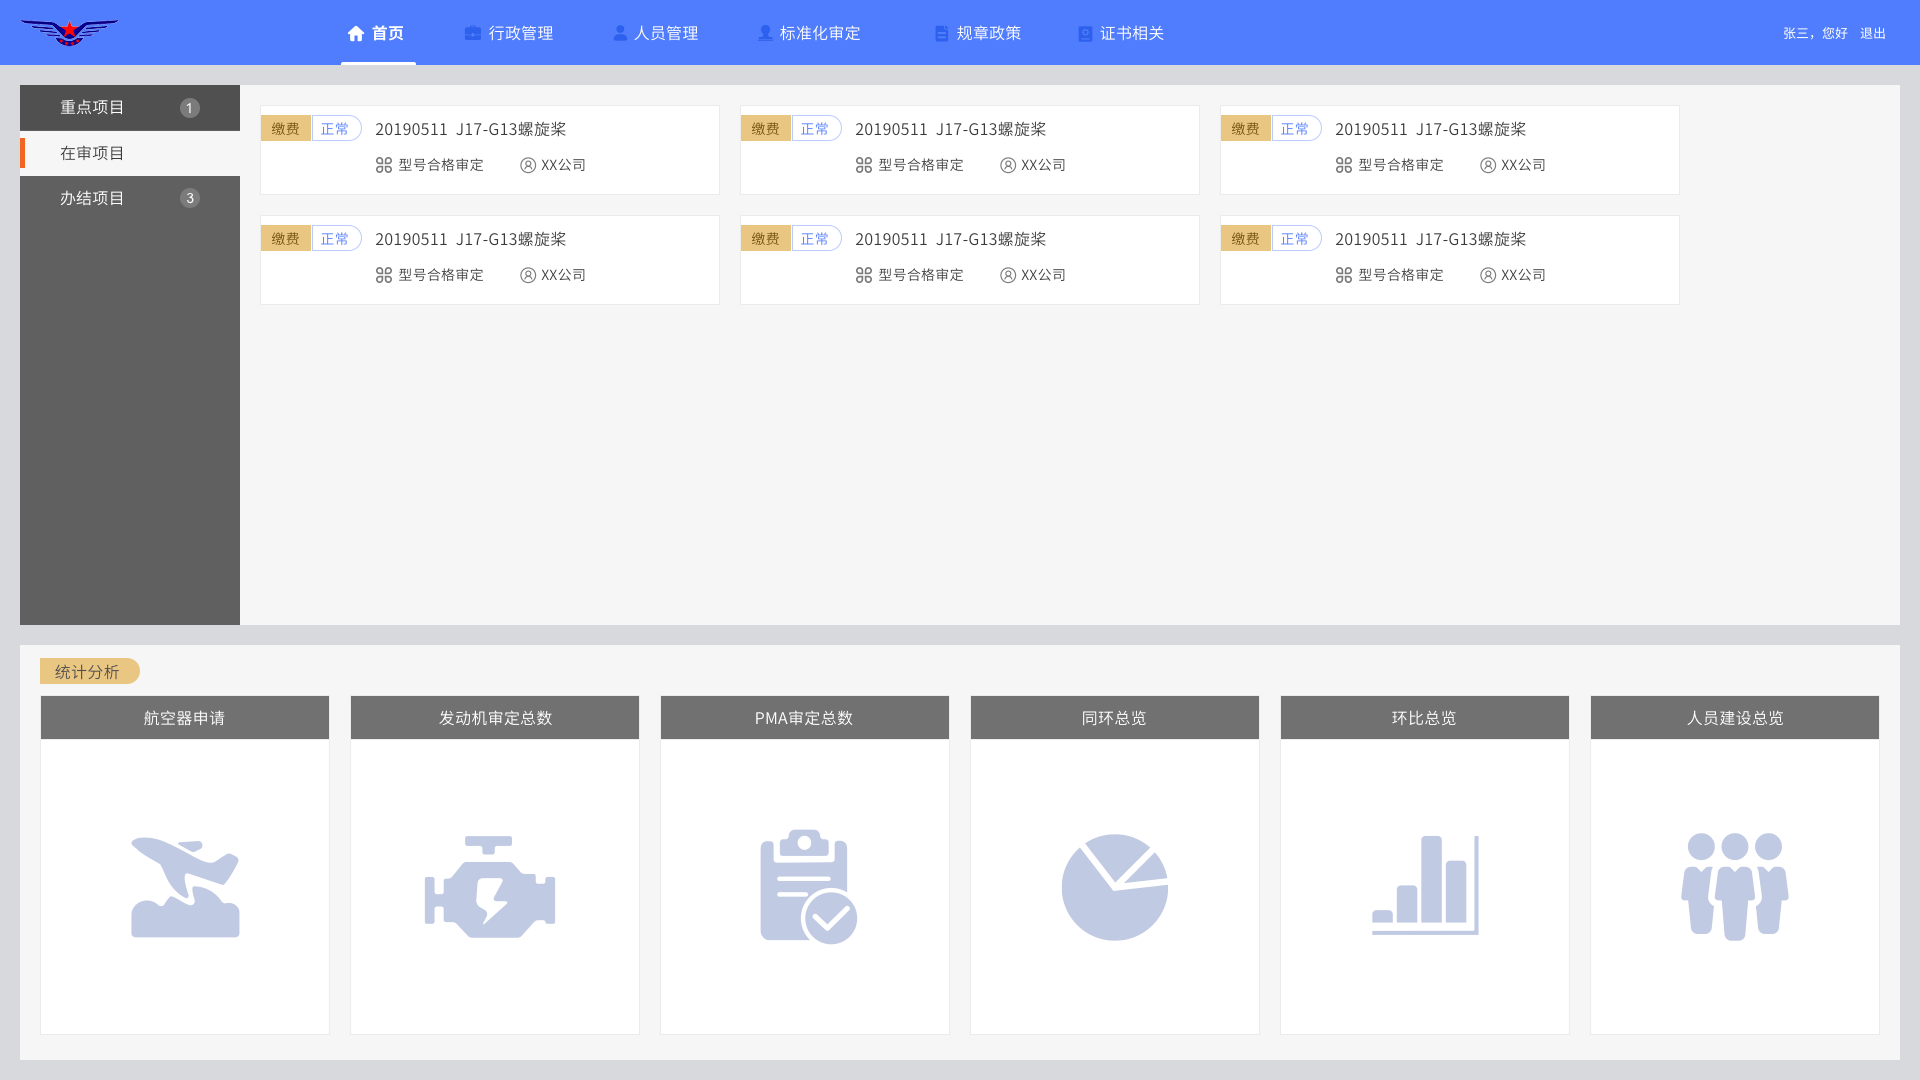 首页 行政管理 人员管理 标准化审定 规章政策 证书相关 张三，您好 退出
重点项目 1
在审项目
办结项目 3
缴费 正常 20190511 J17-G13螺旋桨
型号合格审定 XX公司
缴费 正常 20190511 J17-G13螺旋桨
型号合格审定 XX公司
缴费 正常 20190511 J17-G13螺旋桨
型号合格审定 XX公司
缴费 正常 20190511 J17-G13螺旋桨
型号合格审定 XX公司
缴费 正常 20190511 J17-G13螺旋桨
型号合格审定 XX公司
缴费 正常 20190511 J17-G13螺旋桨
型号合格审定 XX公司
统计分析
航空器申请
发动机审定总数
PMA审定总数
同环总览
环比总览
人员建设总览